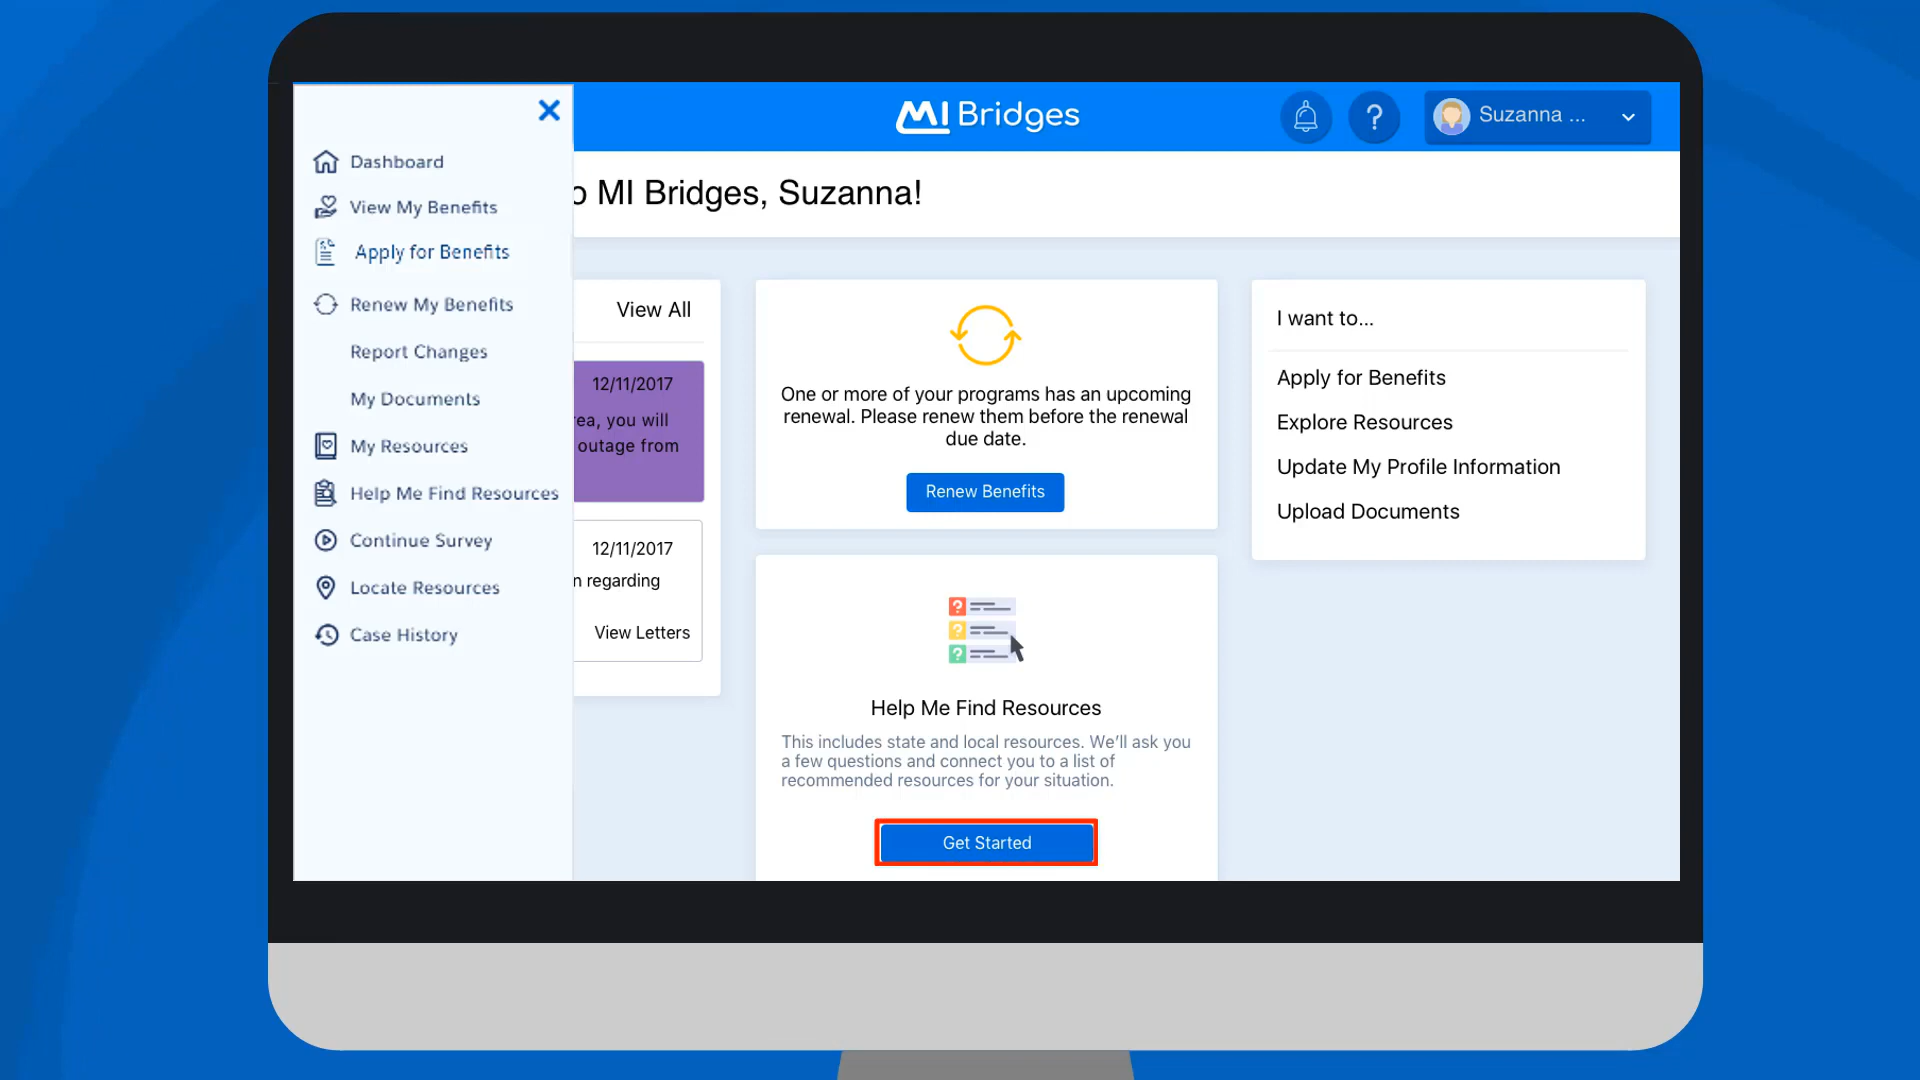 MI Bridges
?
Suzanna ...
Dashboard
View My Benefits
Apply for Benefits
Renew My Benefits
Report Changes
My Documents
My Resources
Help Me Find Resources
Continue Survey
Locate Resources
Case History
o MI Bridges, Suzanna!
View All
12/11/2017
rea, you will
outage from
12/11/2017
n regarding
View Letters
One or more of your programs has an upcoming
renewal. Please renew them before the renewal
due date.
Renew Benefits
?
?
?
Help Me Find Resources
This includes state and local resources. We'll ask you
a few questions and connect you to a list of
recommended resources for your situation.
Get Started
I want to...
Apply for Benefits
Explore Resources
Update My Profile Information
Upload Documents